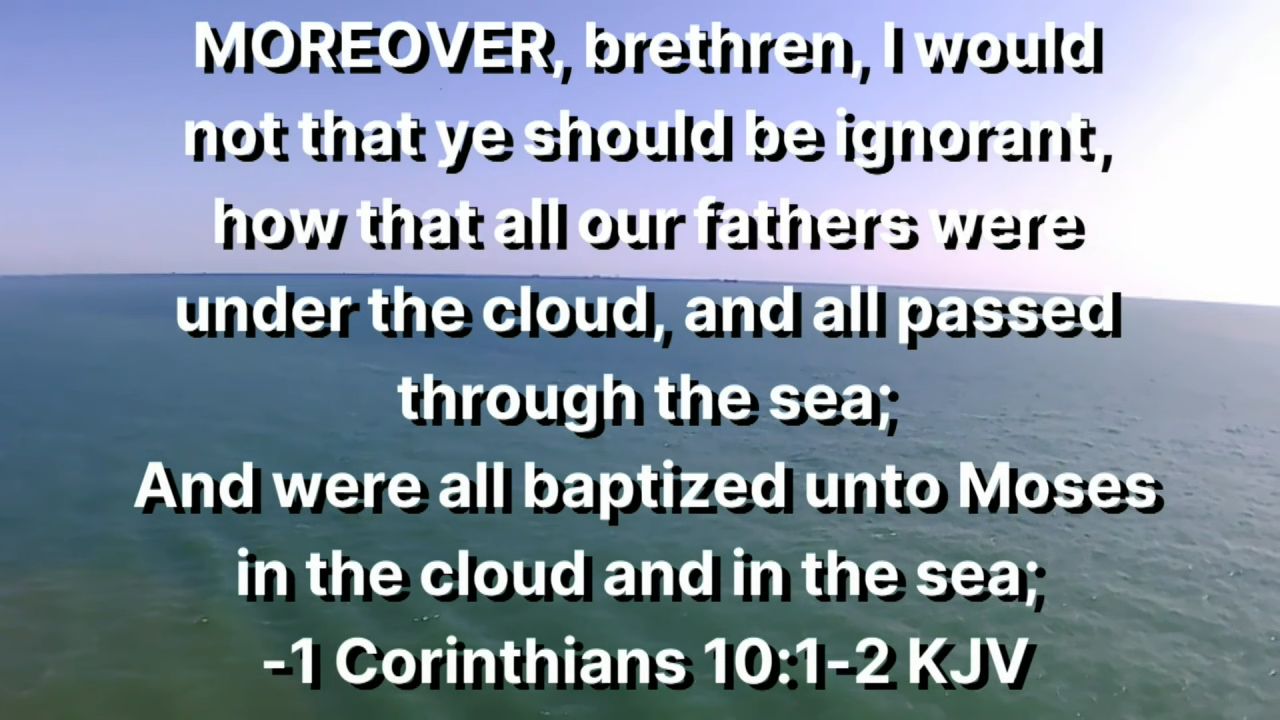 MOREOVER, brethren, I would
not that ye should be ignorant,
how that all our fathers were
under the cloud, and all passed
through the sea;
And were all baptized unto Moses
in the cloud and in the sea;
-1 Corinthians 10:1-2 KJV